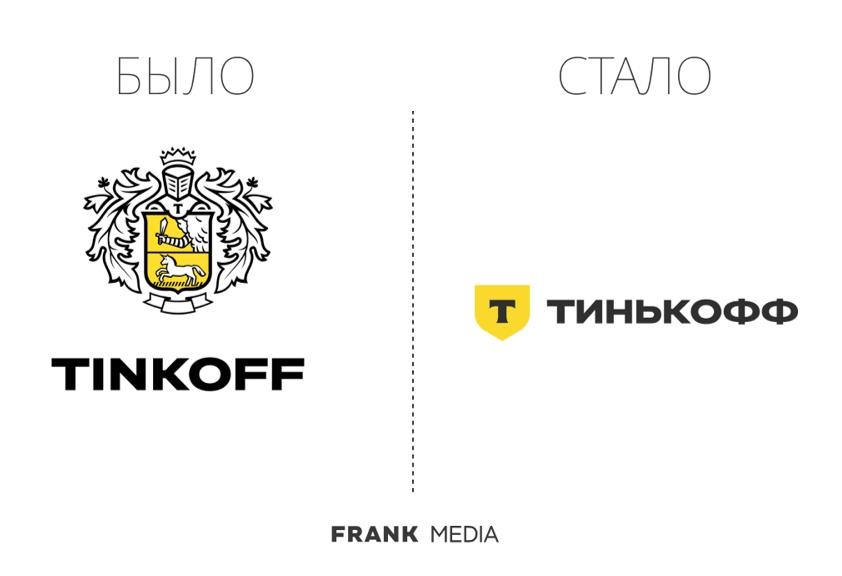 БЫЛО
СТАЛО
T
TINKOFF
Т
ТИНЬКОФФ
FRANK MEDIA